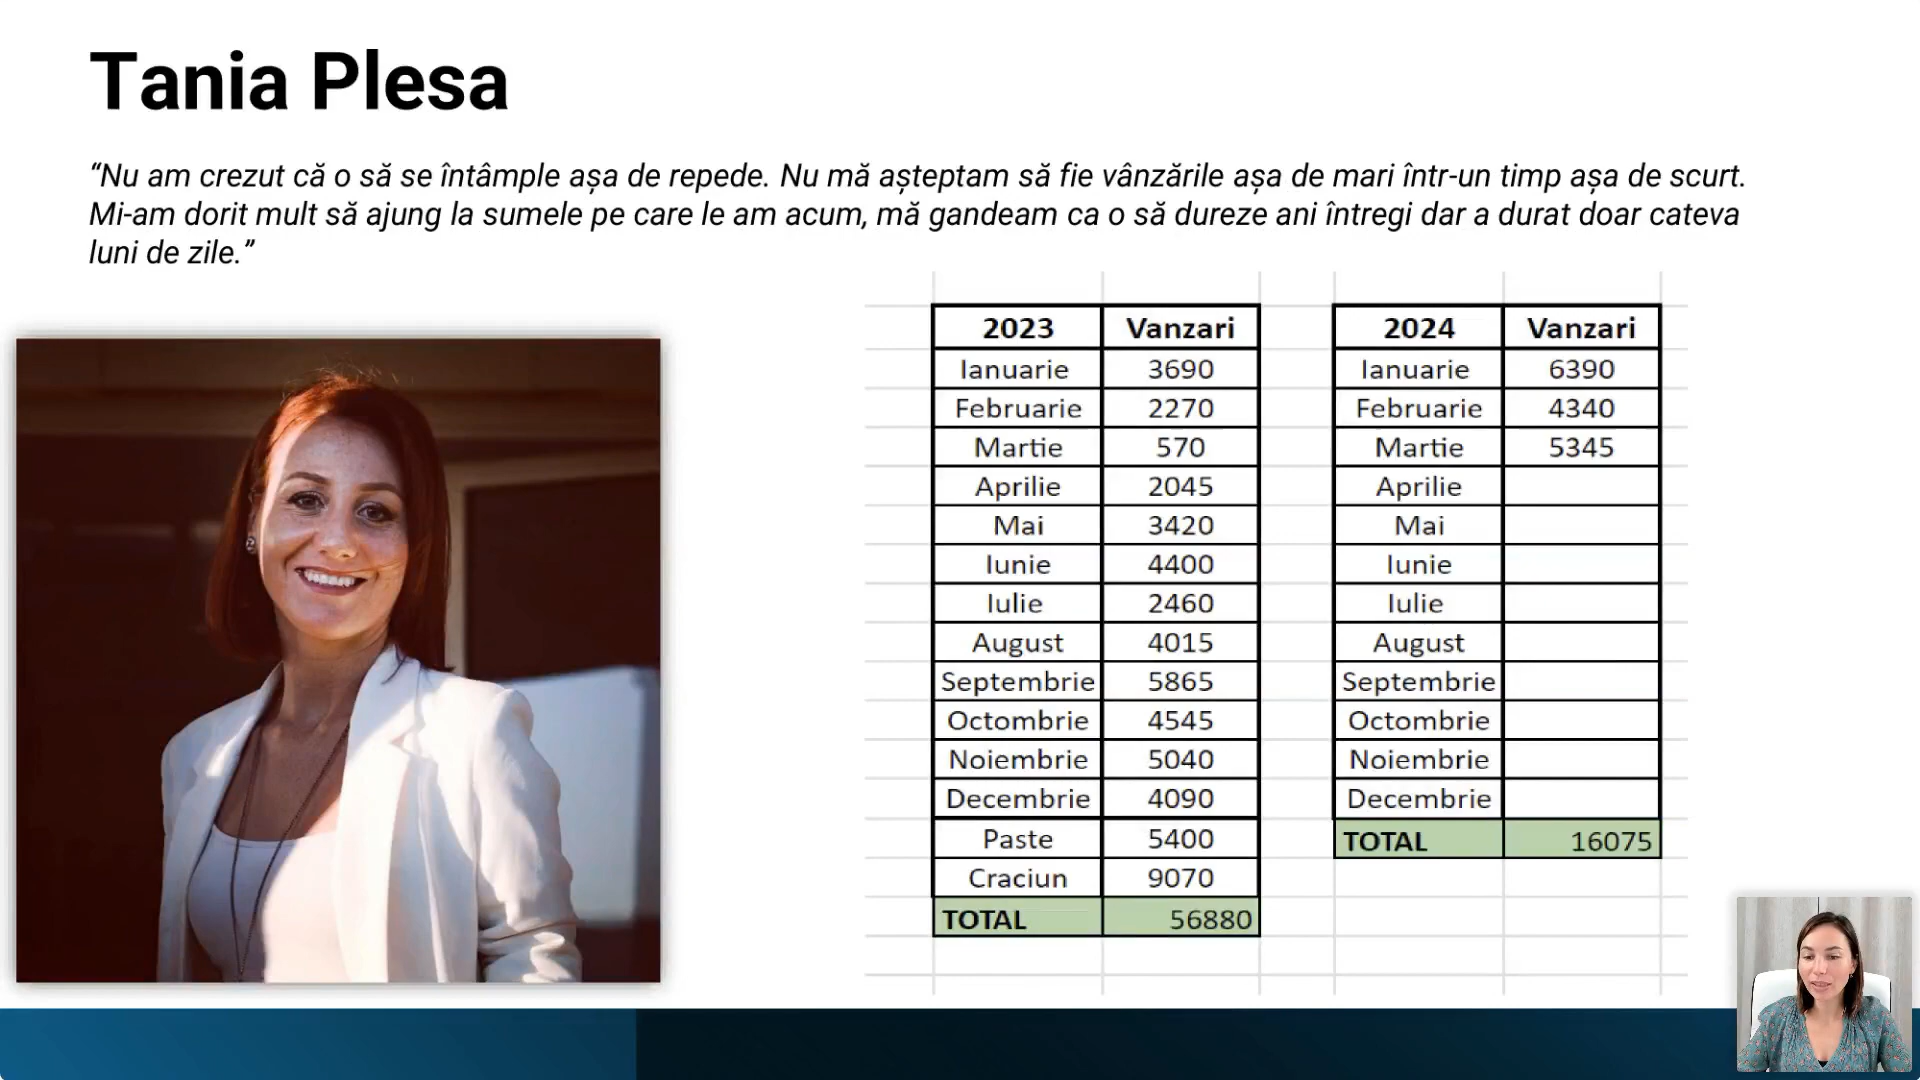 Tania Plesa
“Nu am crezut că o să se întâmple așa de repede. Nu mă așteptam să fie vânzările așa de mari într-un timp așa de scurt.
Mi-am dorit mult să ajung la sumele pe care le am acum, mă gandeam ca o să dureze ani întregi dar a durat doar cateva
luni de zile.”
2023 Vanzari
Ianuarie 3690
Februarie 2270
Martie 570
Aprilie 2045
Mai 3420
Iunie 4400
Iulie 2460
August 4015
Septembrie 5865
Octombrie 4545
Noiembrie 5040
Decembrie 4090
Paste 5400
Craciun 9070
TOTAL 56880
2024 Vanzari
Ianuarie 6390
Februarie 4340
Martie 5345
Aprilie
Mai
Iunie
Iulie
August
Septembrie
Octombrie
Noiembrie
Decembrie
TOTAL 16075